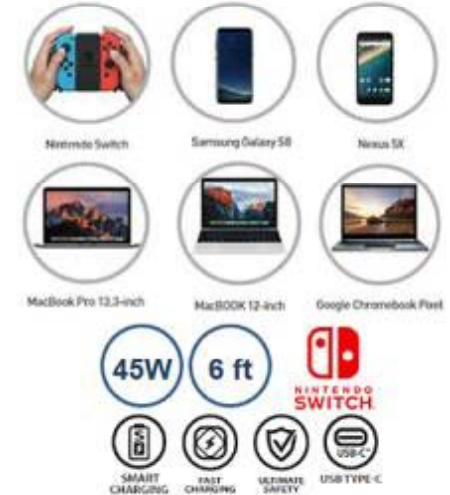 Nintendo Switch
Samsung Galaxy S8
Nexus 5X
MacBook Pro 13.3-inch
MacBOOK 12-inch
Google Chromebook Pixel
45W
6 ft
NINTENDO
SWITCH
USB-C
SMART
CHARGING
FAST
CHARGING
ULTIMATE
SAFETY
USB TYPE-C